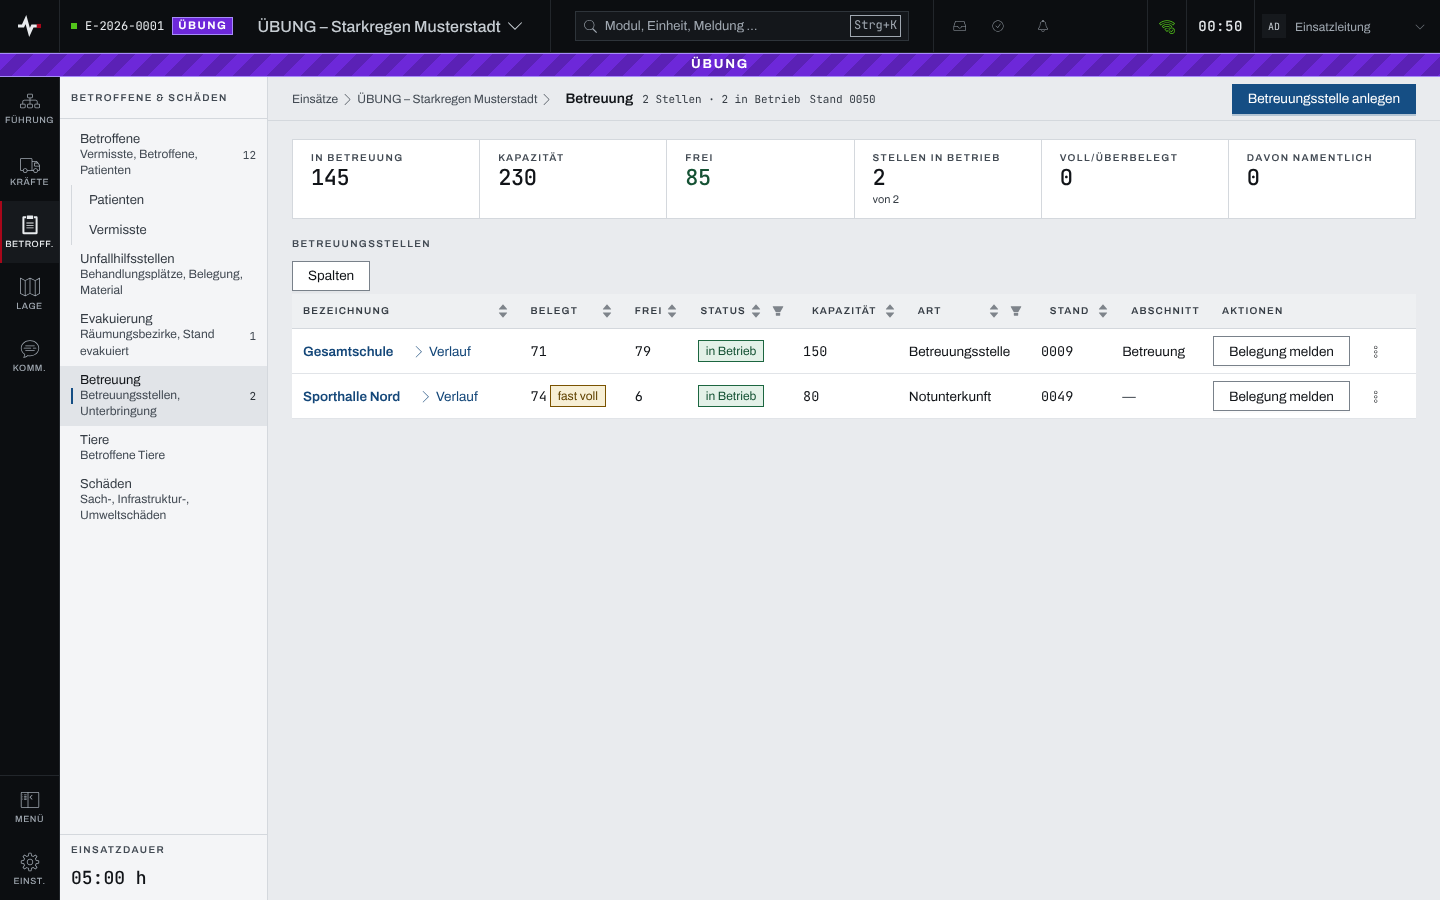 E-2026-0001 ÜBUNG ÜBUNG – Starkregen Musterstadt Modul, Einheit, Meldung ... Strg+K 00:50 AD Einsatzleitung
ÜBUNG
FÜHRUNG
KRÄFTE
BETROFF.
LAGE
KOMM.
MENÜ
EINST.
BETROFFENE & SCHÄDEN
Betroffene
Vermisste, Betroffene, 12
Patienten
Patienten
Vermisste
Unfallhilfsstellen
Behandlungsplätze, Belegung,
Material
Evakuierung
Räumungsbezirke, Stand 1
evakuiert
Betreuung
Betreuungsstellen, 2
Unterbringung
Tiere
Betroffene Tiere
Schäden
Sach-, Infrastruktur-,
Umweltschäden
EINSATZDAUER
05:00 h
Einsätze ÜBUNG – Starkregen Musterstadt Betreuung 2 Stellen · 2 in Betrieb Stand 0050 Betreuungsstelle anlegen
IN BETREUUNG KAPAZITÄT FREI STELLEN IN BETRIEB VOLL/ÜBERBELEGT DAVON NAMENTLICH
145 230 85 2 0 0
von 2
BETREUUNGSSTELLEN
Spalten
BEZEICHNUNG BELEGT FREI STATUS KAPAZITÄT ART STAND ABSCHNITT AKTIONEN
Gesamtschule Verlauf 71 79 in Betrieb 150 Betreuungsstelle 0009 Betreuung Belegung melden
Sporthalle Nord Verlauf 74 fast voll 6 in Betrieb 80 Notunterkunft 0049 — Belegung melden